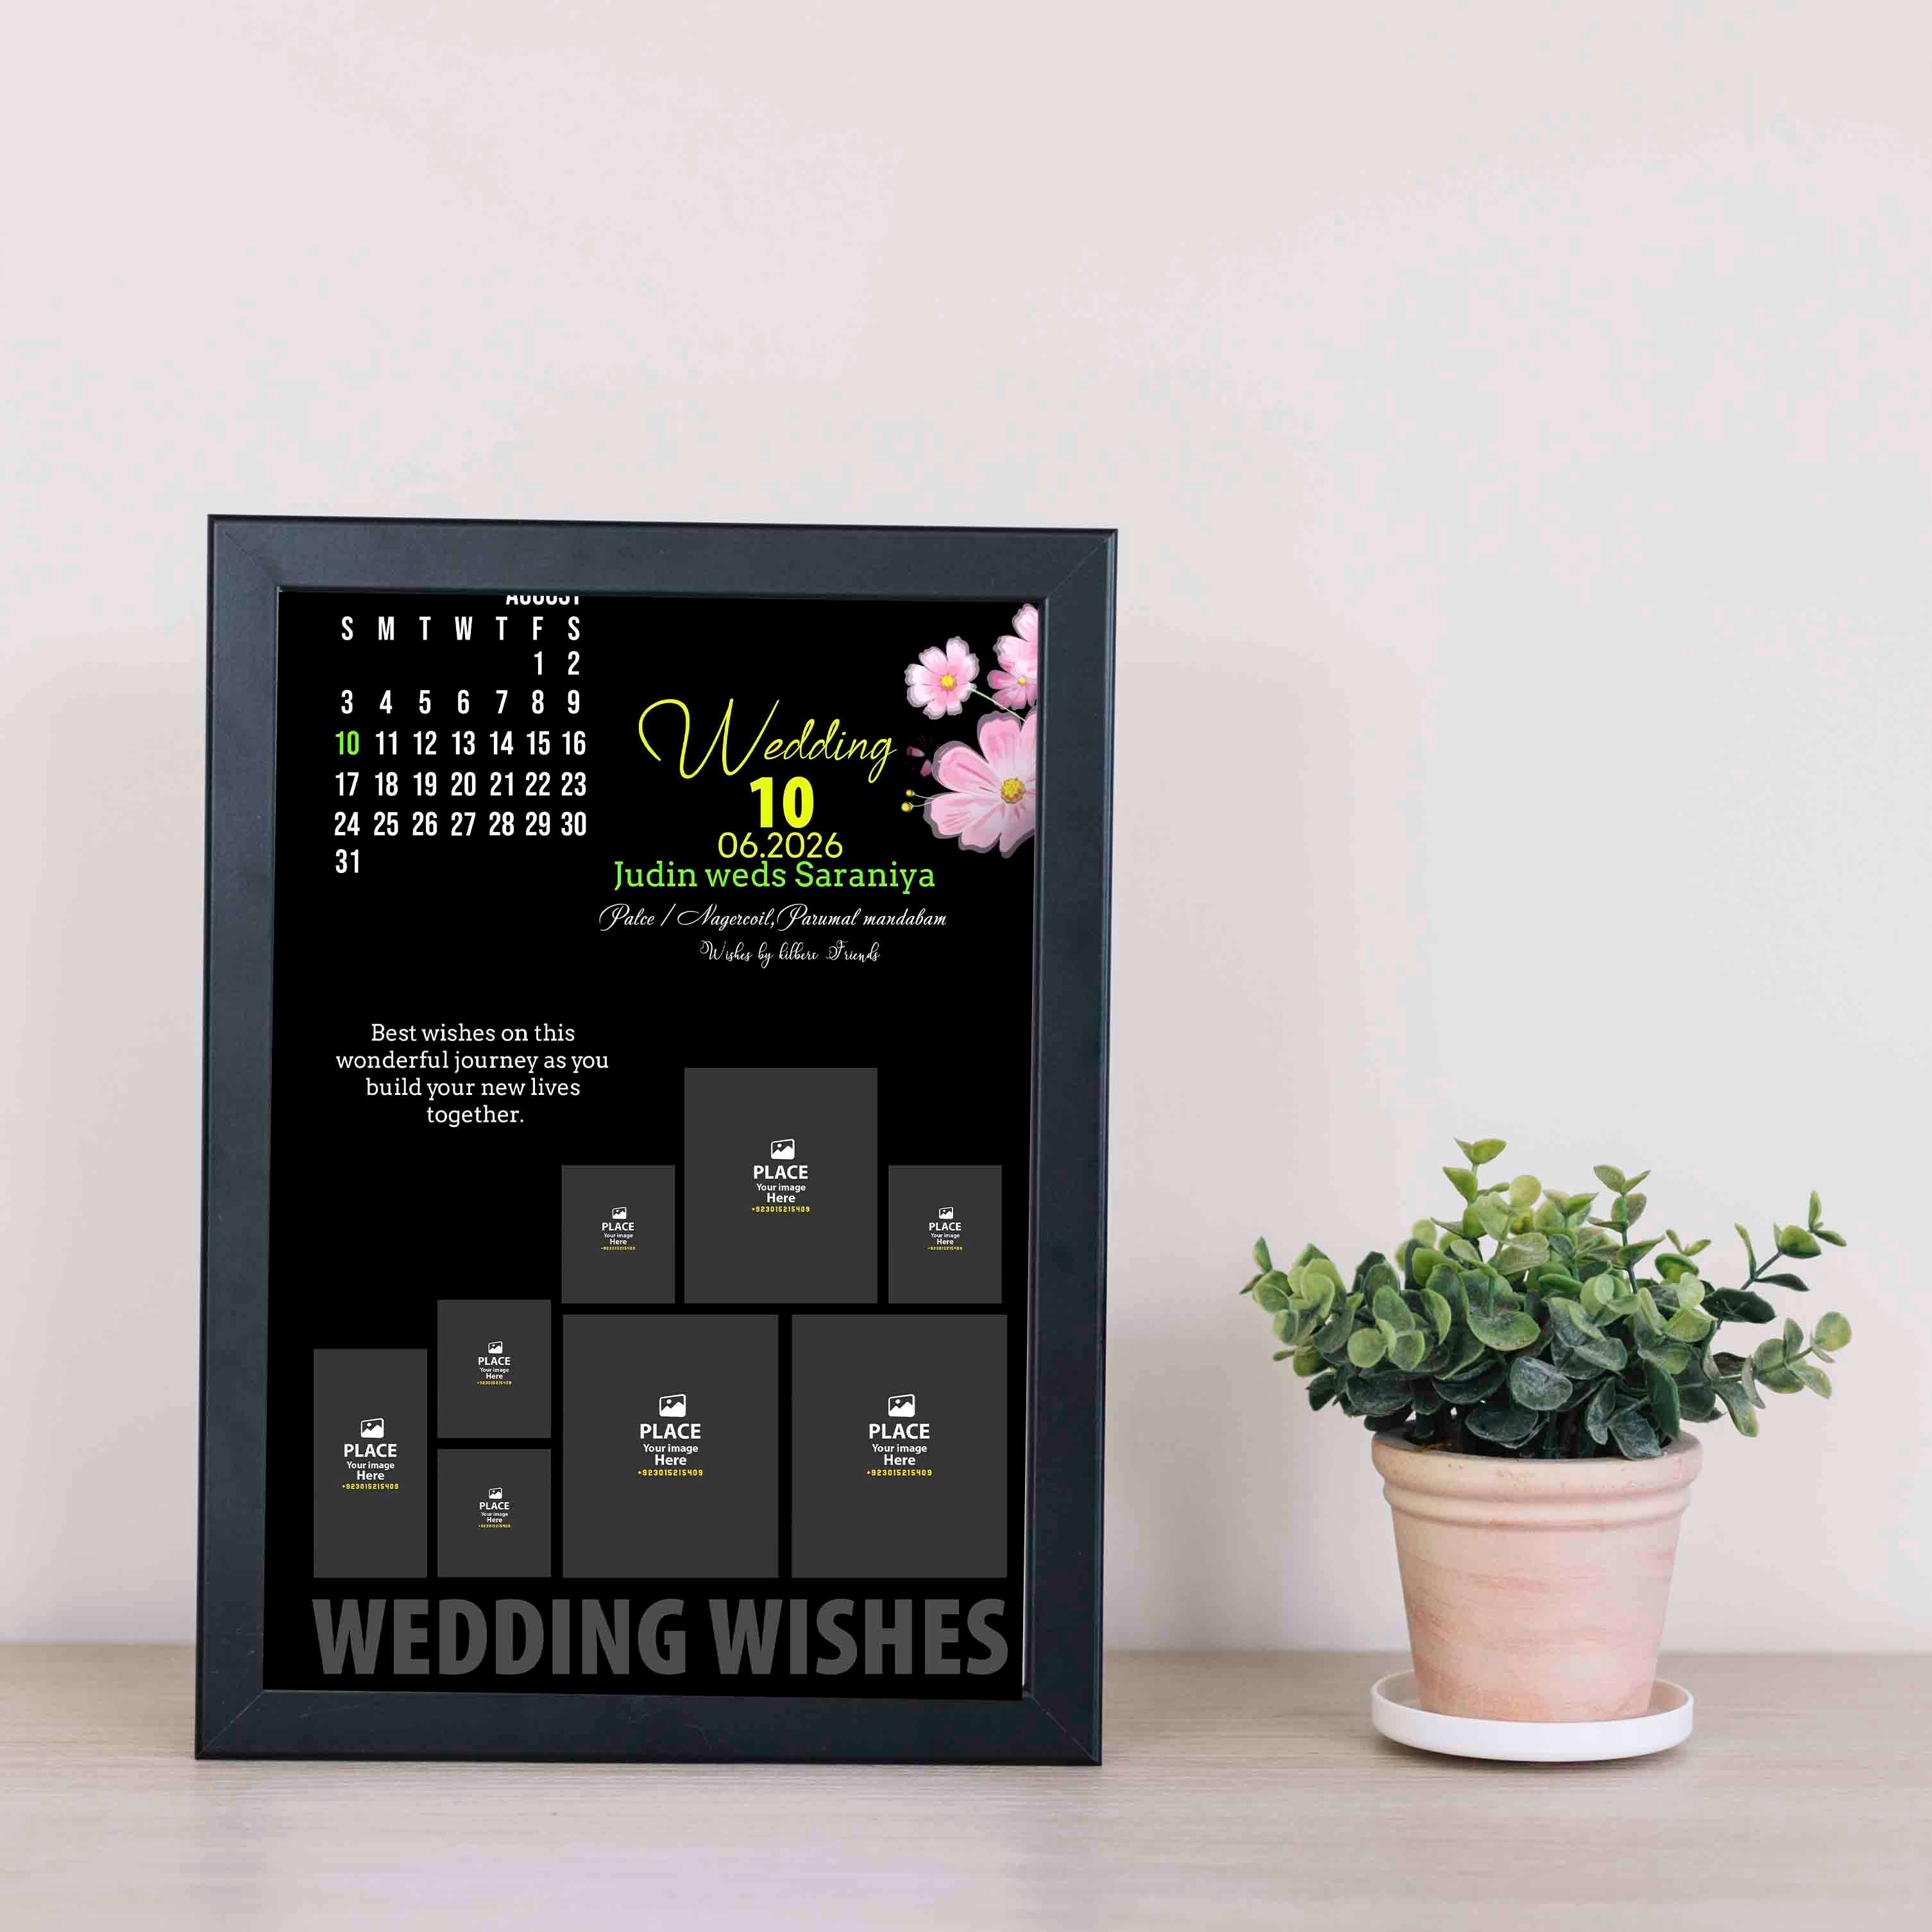 AUGUST
S M T W T F S
1 2
3 4 5 6 7 8 9
10 11 12 13 14 15 16
17 18 19 20 21 22 23
24 25 26 27 28 29 30
31
Wedding
10
06.2026
Judin weds Saraniya
Palce / Nagercoil, Parumal mandabam
Wishes by kilbere Friends
Best wishes on this
wonderful journey as you
build your new lives
together.
PLACE
Your image
Here
+923015215409
PLACE
Your image
Here
+923015215409
PLACE
Your image
Here
+923015215409
PLACE
Your image
Here
+923015215409
PLACE
Your image
Here
+923015215409
PLACE
Your image
Here
+923015215409
PLACE
Your image
Here
+923015215409
PLACE
Your image
Here
+923015215409
WEDDING WISHES